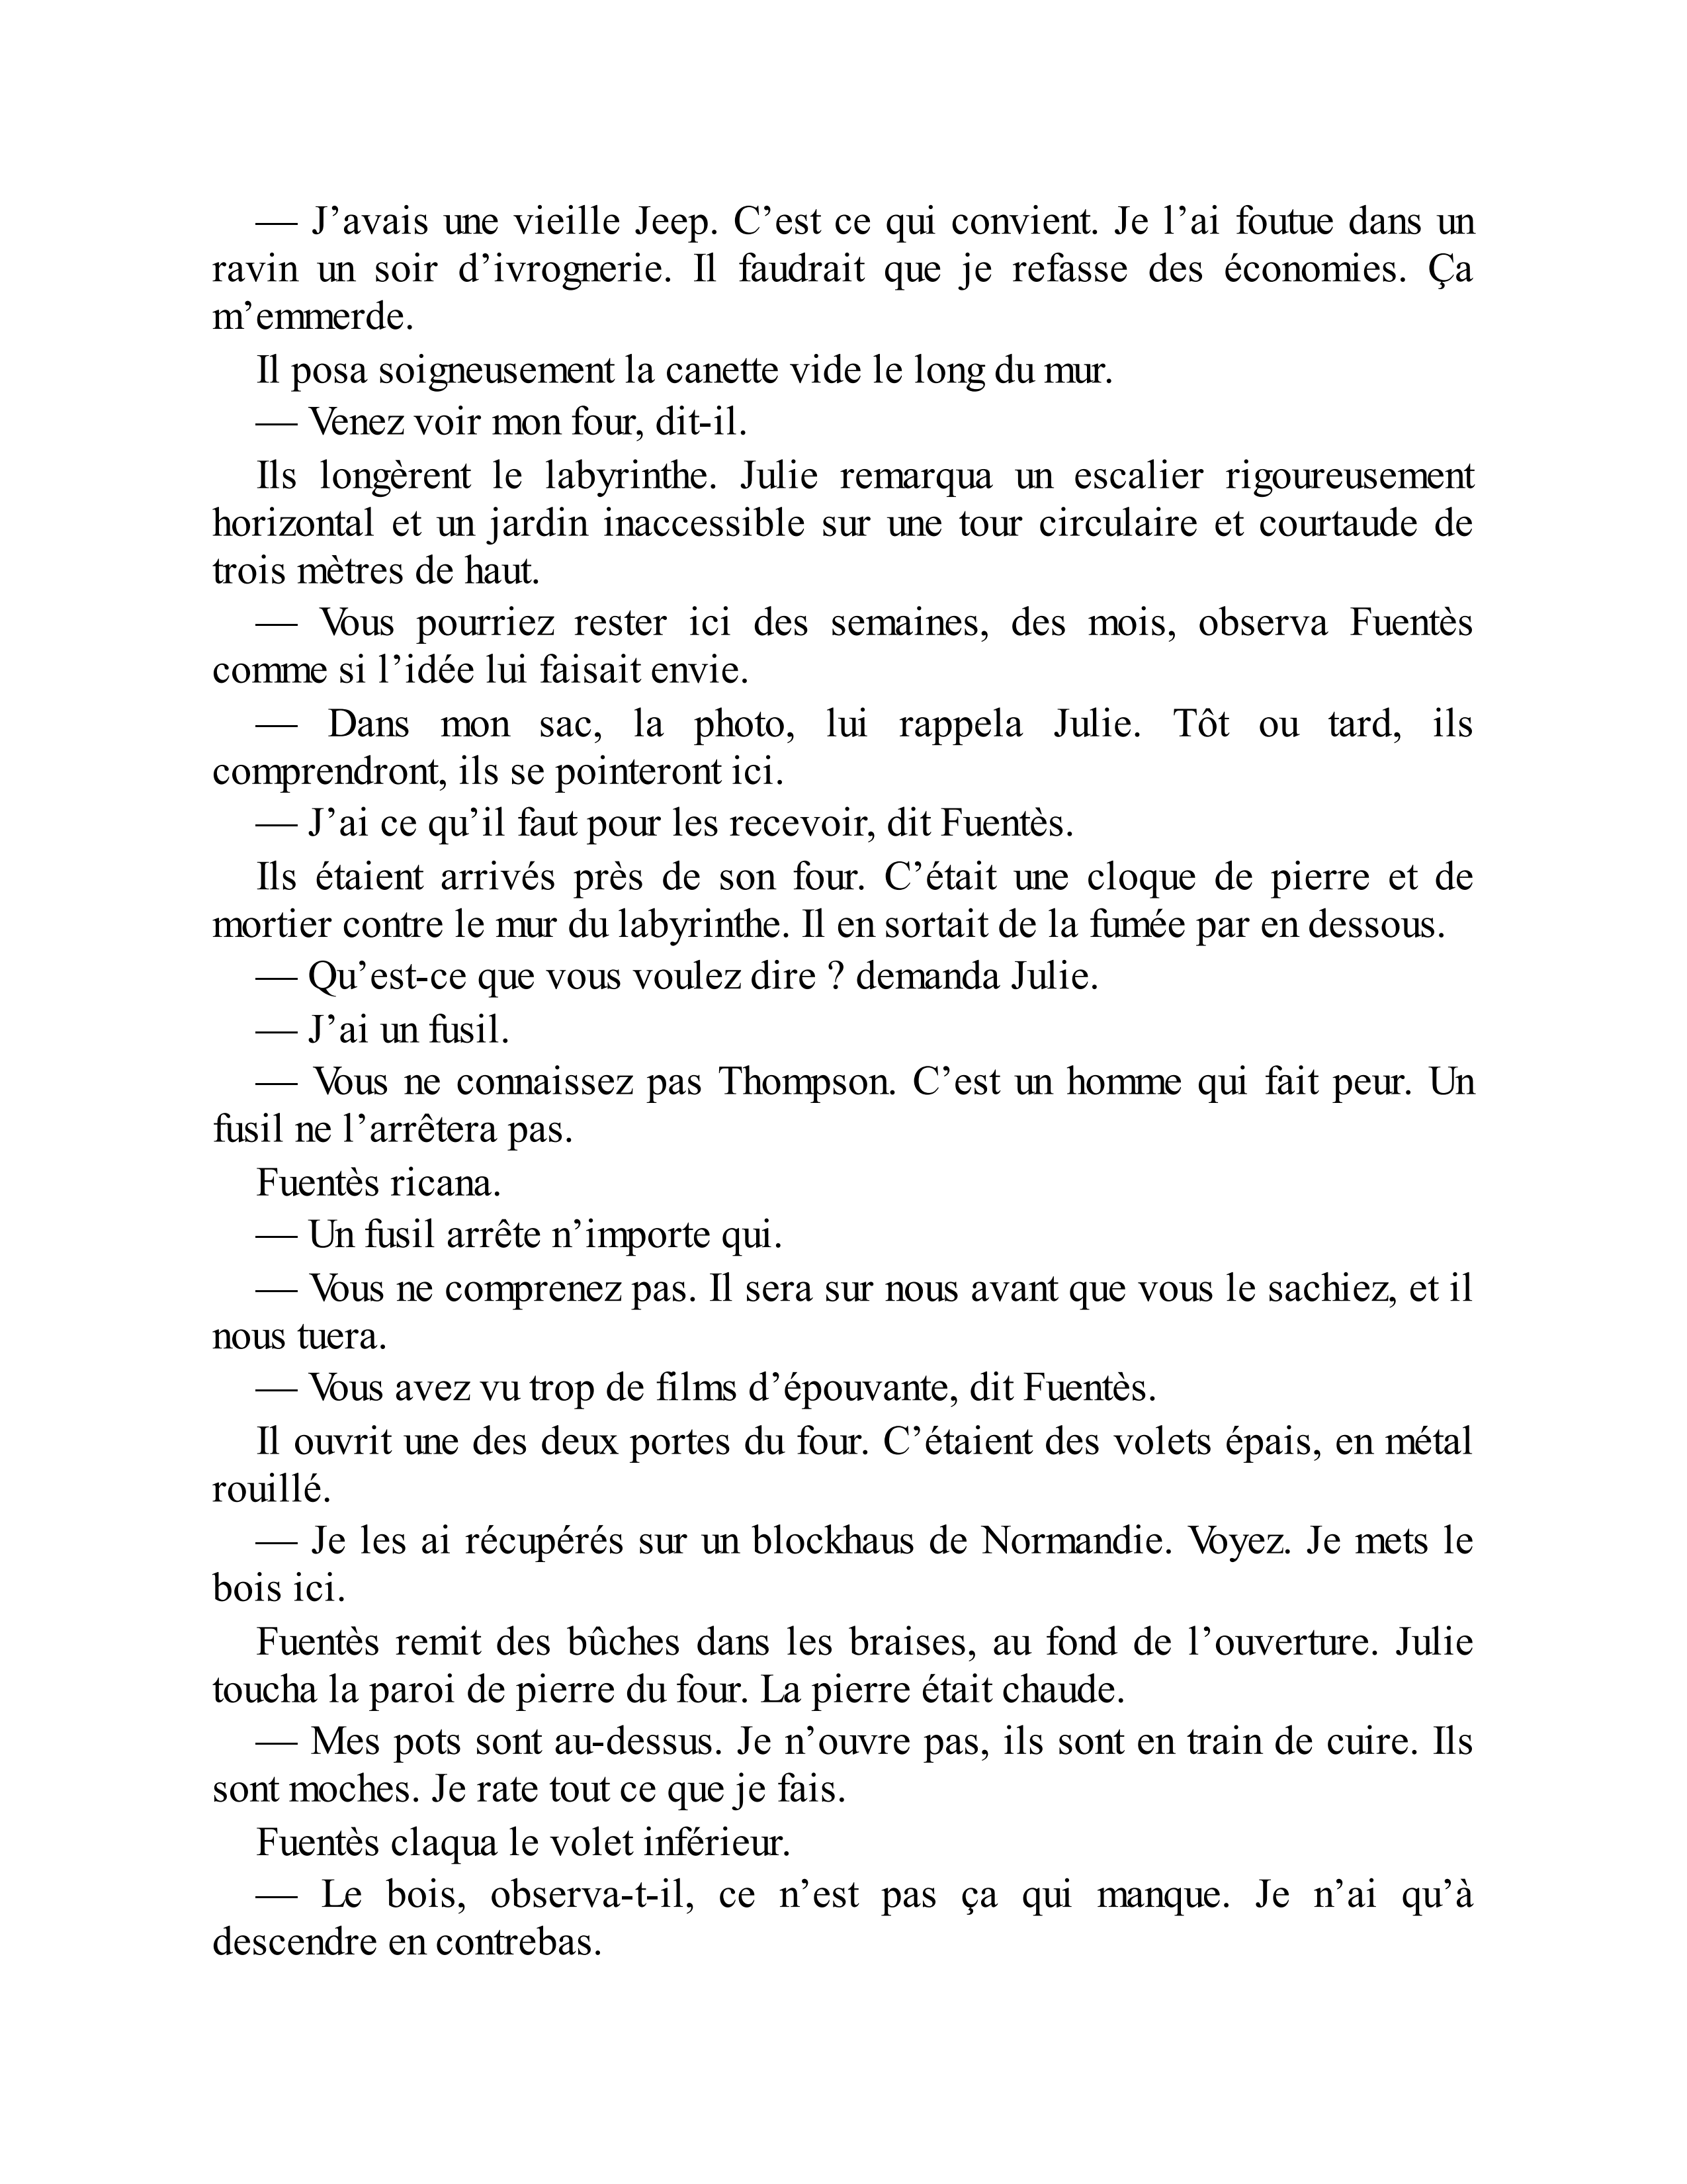 — J’avais une vieille Jeep. C’est ce qui convient. Je l’ai foutue dans un
ravin un soir d’ivrognerie. Il faudrait que je refasse des économies. Ça
m’emmerde.
Il posa soigneusement la canette vide le long du mur.
— Venez voir mon four, dit-il.
Ils longèrent le labyrinthe. Julie remarqua un escalier rigoureusement
horizontal et un jardin inaccessible sur une tour circulaire et courtaude de
trois mètres de haut.
— Vous pourriez rester ici des semaines, des mois, observa Fuentès
comme si l’idée lui faisait envie.
— Dans mon sac, la photo, lui rappela Julie. Tôt ou tard, ils
comprendront, ils se pointeront ici.
— J’ai ce qu’il faut pour les recevoir, dit Fuentès.
Ils étaient arrivés près de son four. C’était une cloque de pierre et de
mortier contre le mur du labyrinthe. Il en sortait de la fumée par en dessous.
— Qu’est-ce que vous voulez dire ? demanda Julie.
— J’ai un fusil.
— Vous ne connaissez pas Thompson. C’est un homme qui fait peur. Un
fusil ne l’arrêtera pas.
Fuentès ricana.
— Un fusil arrête n’importe qui.
— Vous ne comprenez pas. Il sera sur nous avant que vous le sachiez, et il
nous tuera.
— Vous avez vu trop de films d’épouvante, dit Fuentès.
Il ouvrit une des deux portes du four. C’étaient des volets épais, en métal
rouillé.
— Je les ai récupérés sur un blockhaus de Normandie. Voyez. Je mets le
bois ici.
Fuentès remit des bûches dans les braises, au fond de l’ouverture. Julie
toucha la paroi de pierre du four. La pierre était chaude.
— Mes pots sont au-dessus. Je n’ouvre pas, ils sont en train de cuire. Ils
sont moches. Je rate tout ce que je fais.
Fuentès claqua le volet inférieur.
— Le bois, observa-t-il, ce n’est pas ça qui manque. Je n’ai qu’à
descendre en contrebas.